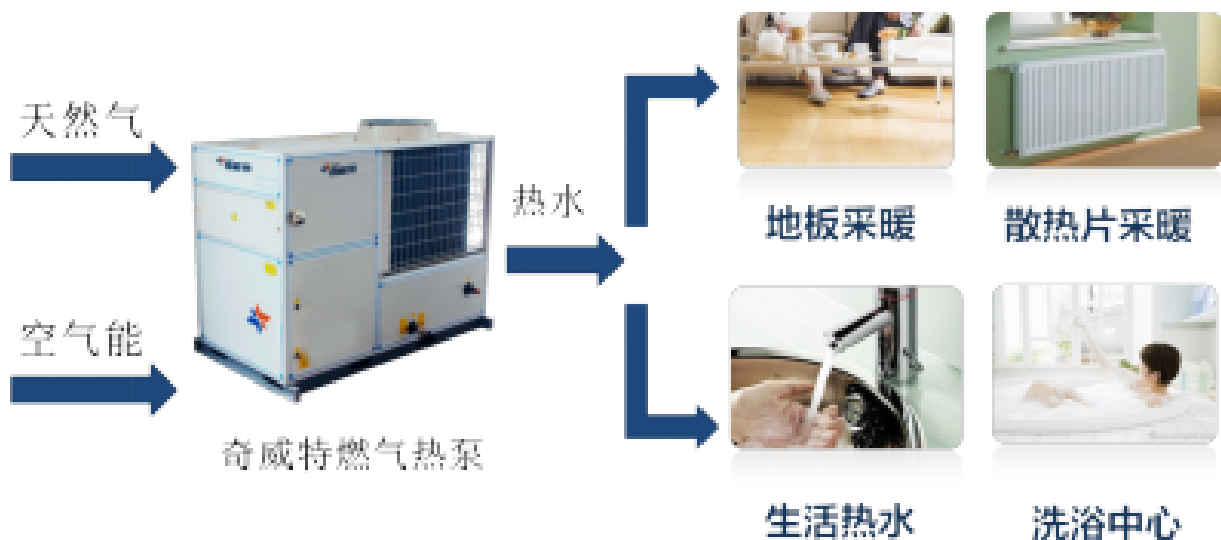 天然气
空气能
奇威特燃气热泵
热水
地板采暖
散热片采暖
生活热水
洗浴中心